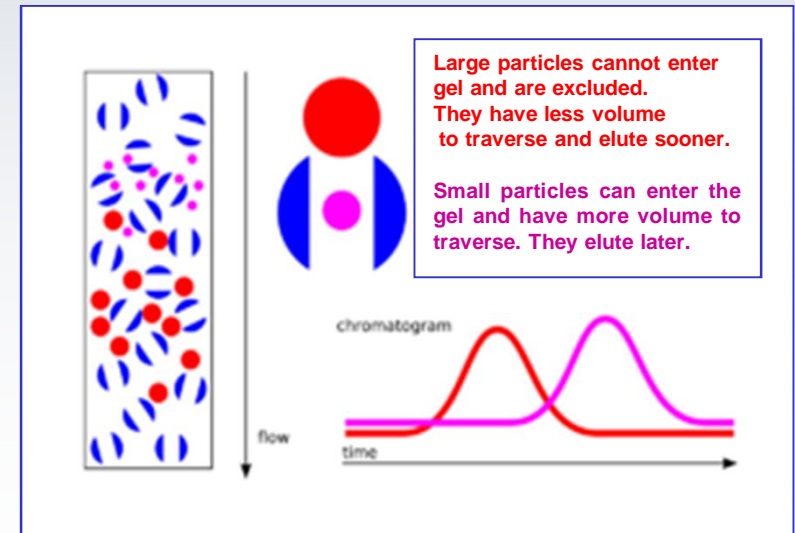 Large particles cannot enter
gel and are excluded.
They have less volume
to traverse and elute sooner.
Small particles can enter the
gel and have more volume to
traverse. They elute later.
chromatogram
flow
time